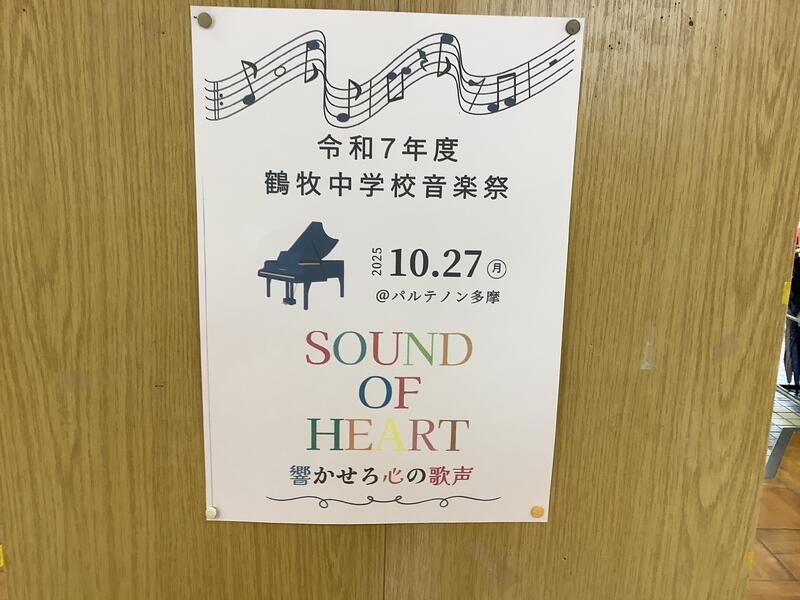 令和7年度
鶴牧中学校音楽祭
2025 10.27 月
@パルテノン多摩
SOUND
OF
HEART
響かせろ心の歌声